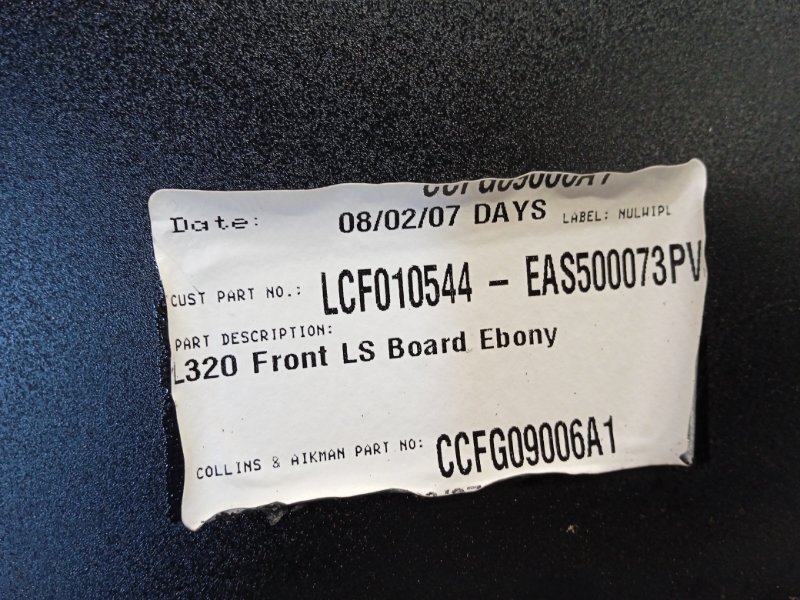 Date: 08/02/07 DAYS LABEL: NULWIPL
CUST PART NO.: LCF010544 - EAS500073PV
PART DESCRIPTION:
L320 Front LS Board Ebony
COLLINS & AIKMAN PART NO: CCFG09006A1